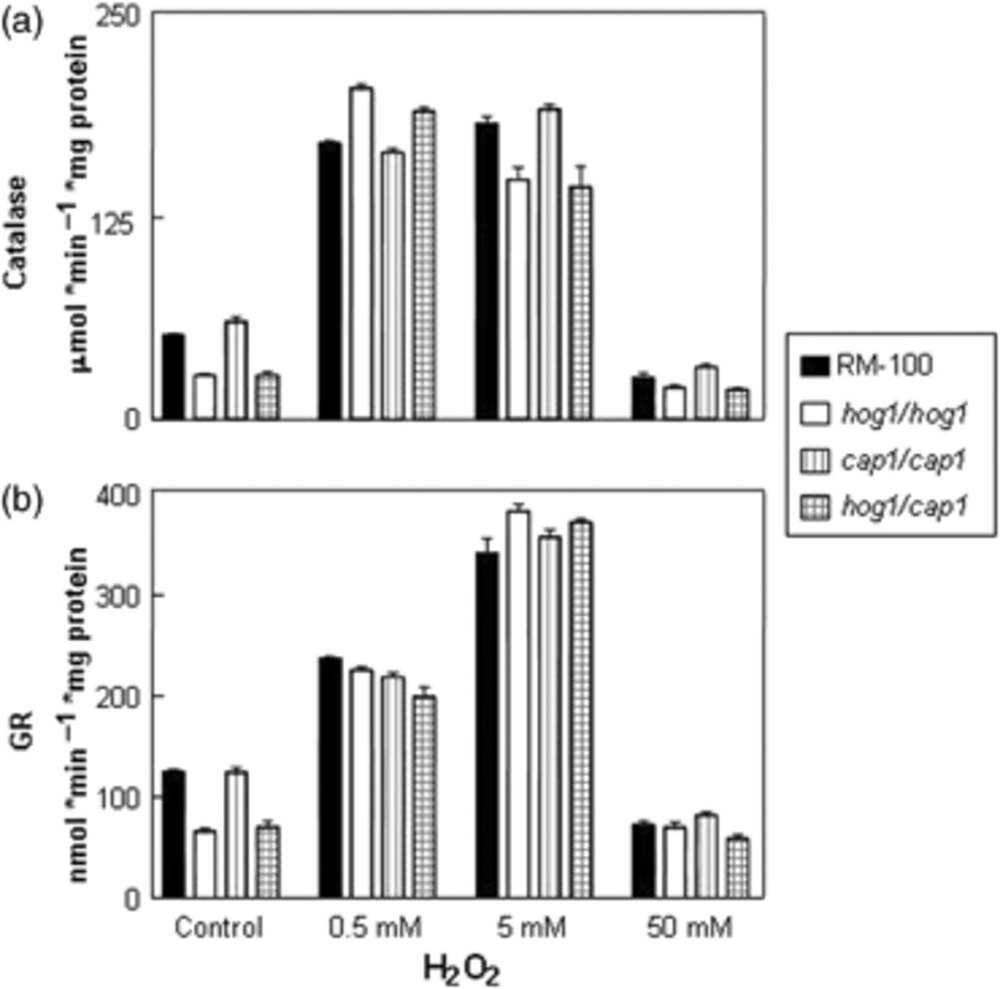 (a)
Catalase
μmol *min –1 *mg protein
250
125
0
RM-100
hog1/hog1
cap1/cap1
hog1/cap1
(b)
GR
nmol *min –1 *mg protein
400
300
200
100
0
Control 0.5 mM 5 mM 50 mM
H2O2